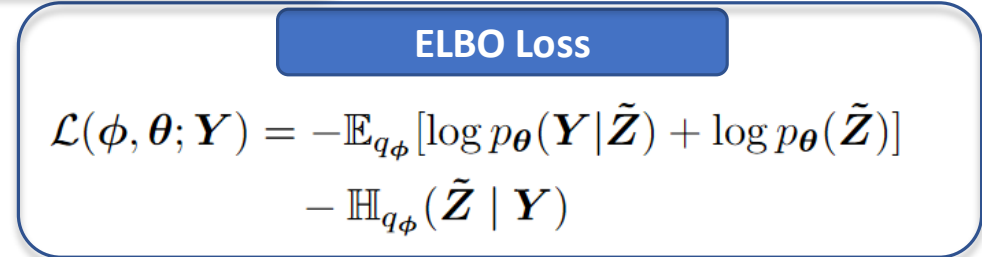 ELBO Loss
ℒ(ϕ, θ; Y) = −𝔼_{q_ϕ}[log p_θ(Y|Z̃) + log p_θ(Z̃)]
− ℍ_{q_ϕ}(Z̃ | Y)